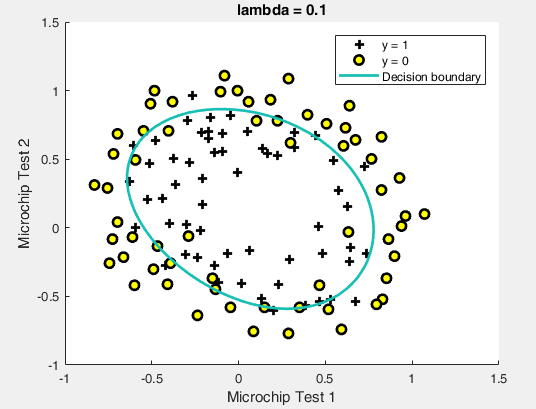 lambda = 0.1
1.5
y = 1
y = 0
Decision boundary
1
0.5
0
-0.5
-1
Microchip Test 2
-1
-0.5
0
0.5
1
1.5
Microchip Test 1